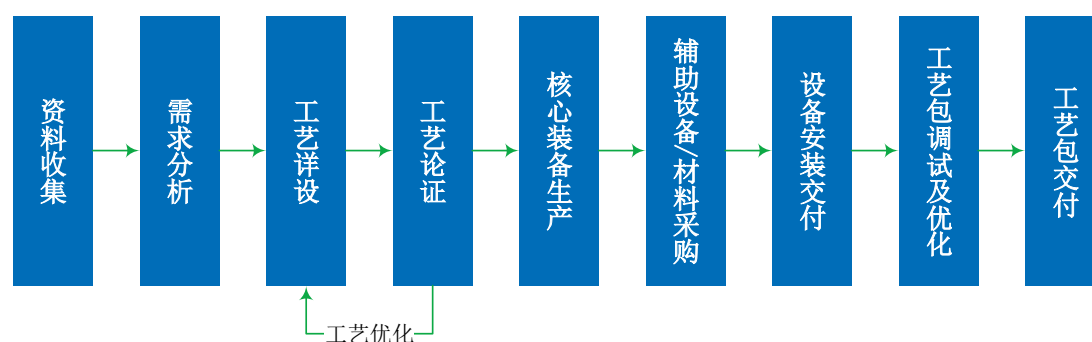 资料收集
需求分析
工艺详设
工艺论证
核心装备生产
辅助设备/材料采购
设备安装交付
工艺包调试及优化
工艺包交付
工艺优化